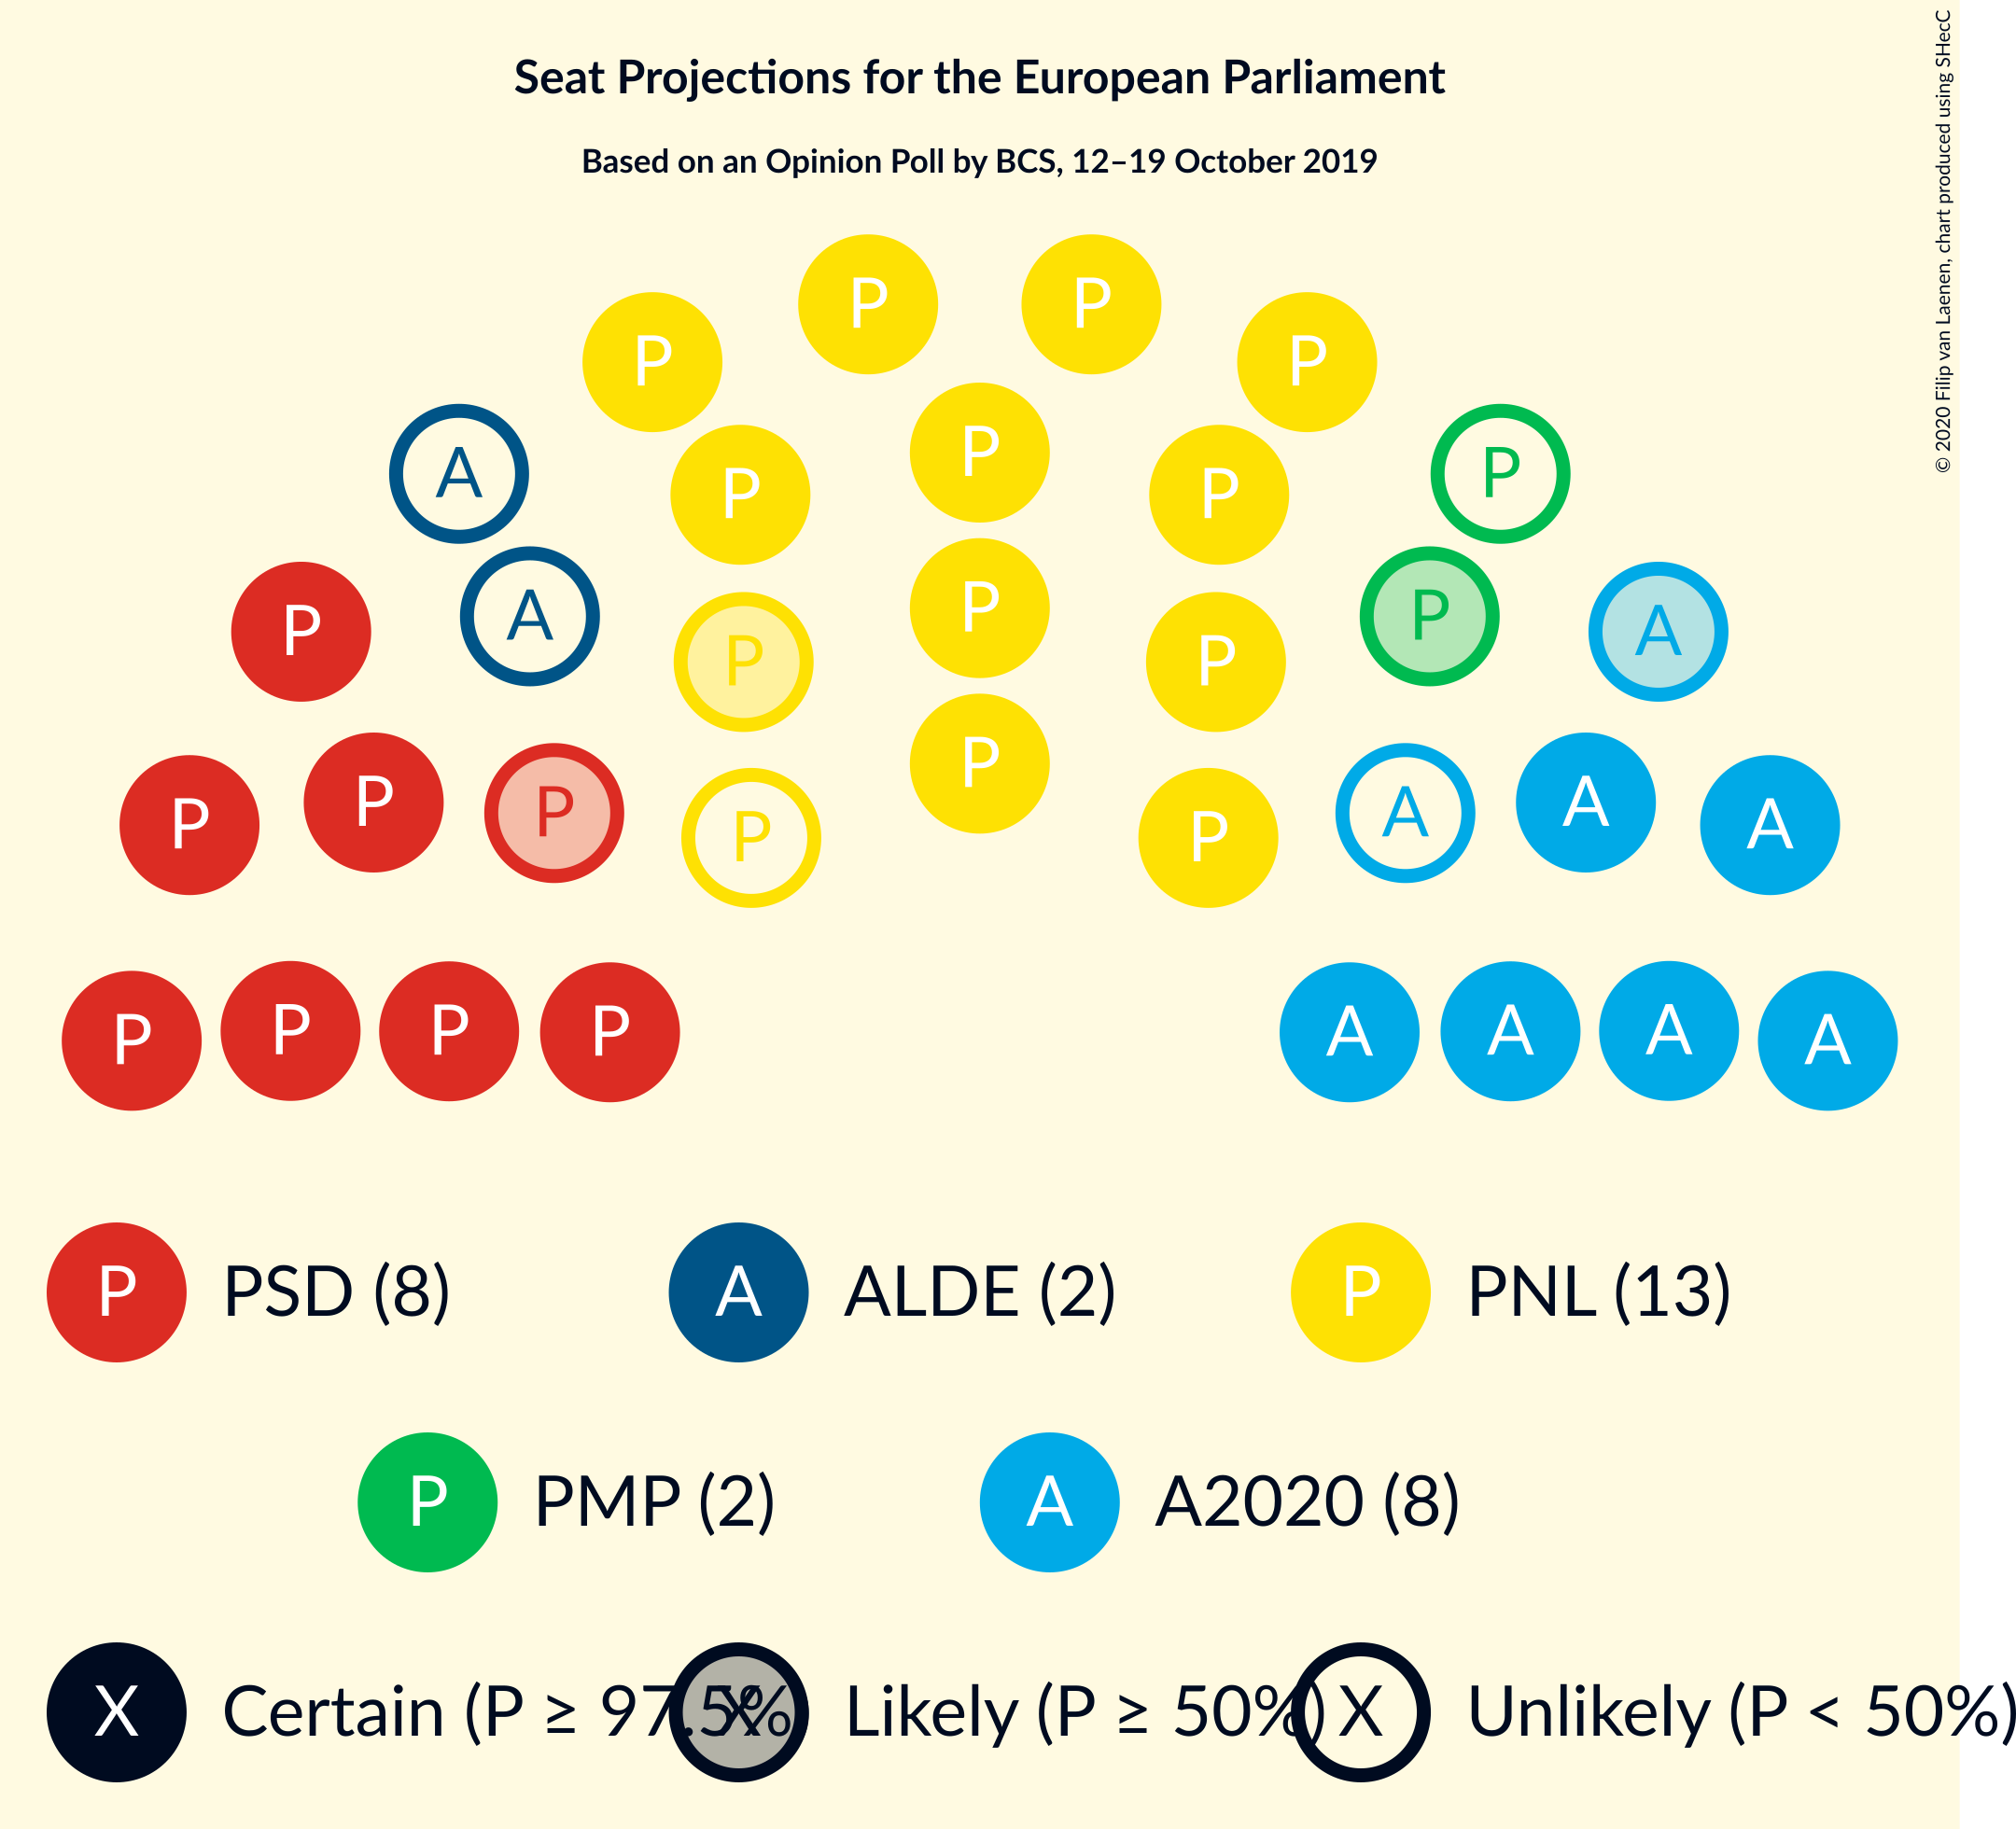 Seat Projections for the European Parliament
Based on an Opinion Poll by BCS, 12–19 October 2019
© 2020 Filip van Laenen, chart produced using SHecC
P P
P P
P
A P
P P
P
A P
P A
P P
P
P A
P A
P A
P P
P P P P A A A A
P PSD (8) A ALDE (2) P PNL (13)
P PMP (2) A A2020 (8)
X Certain (P ≥ 97.5% X Likely (P ≥ 50%) X Unlikely (P < 50%)